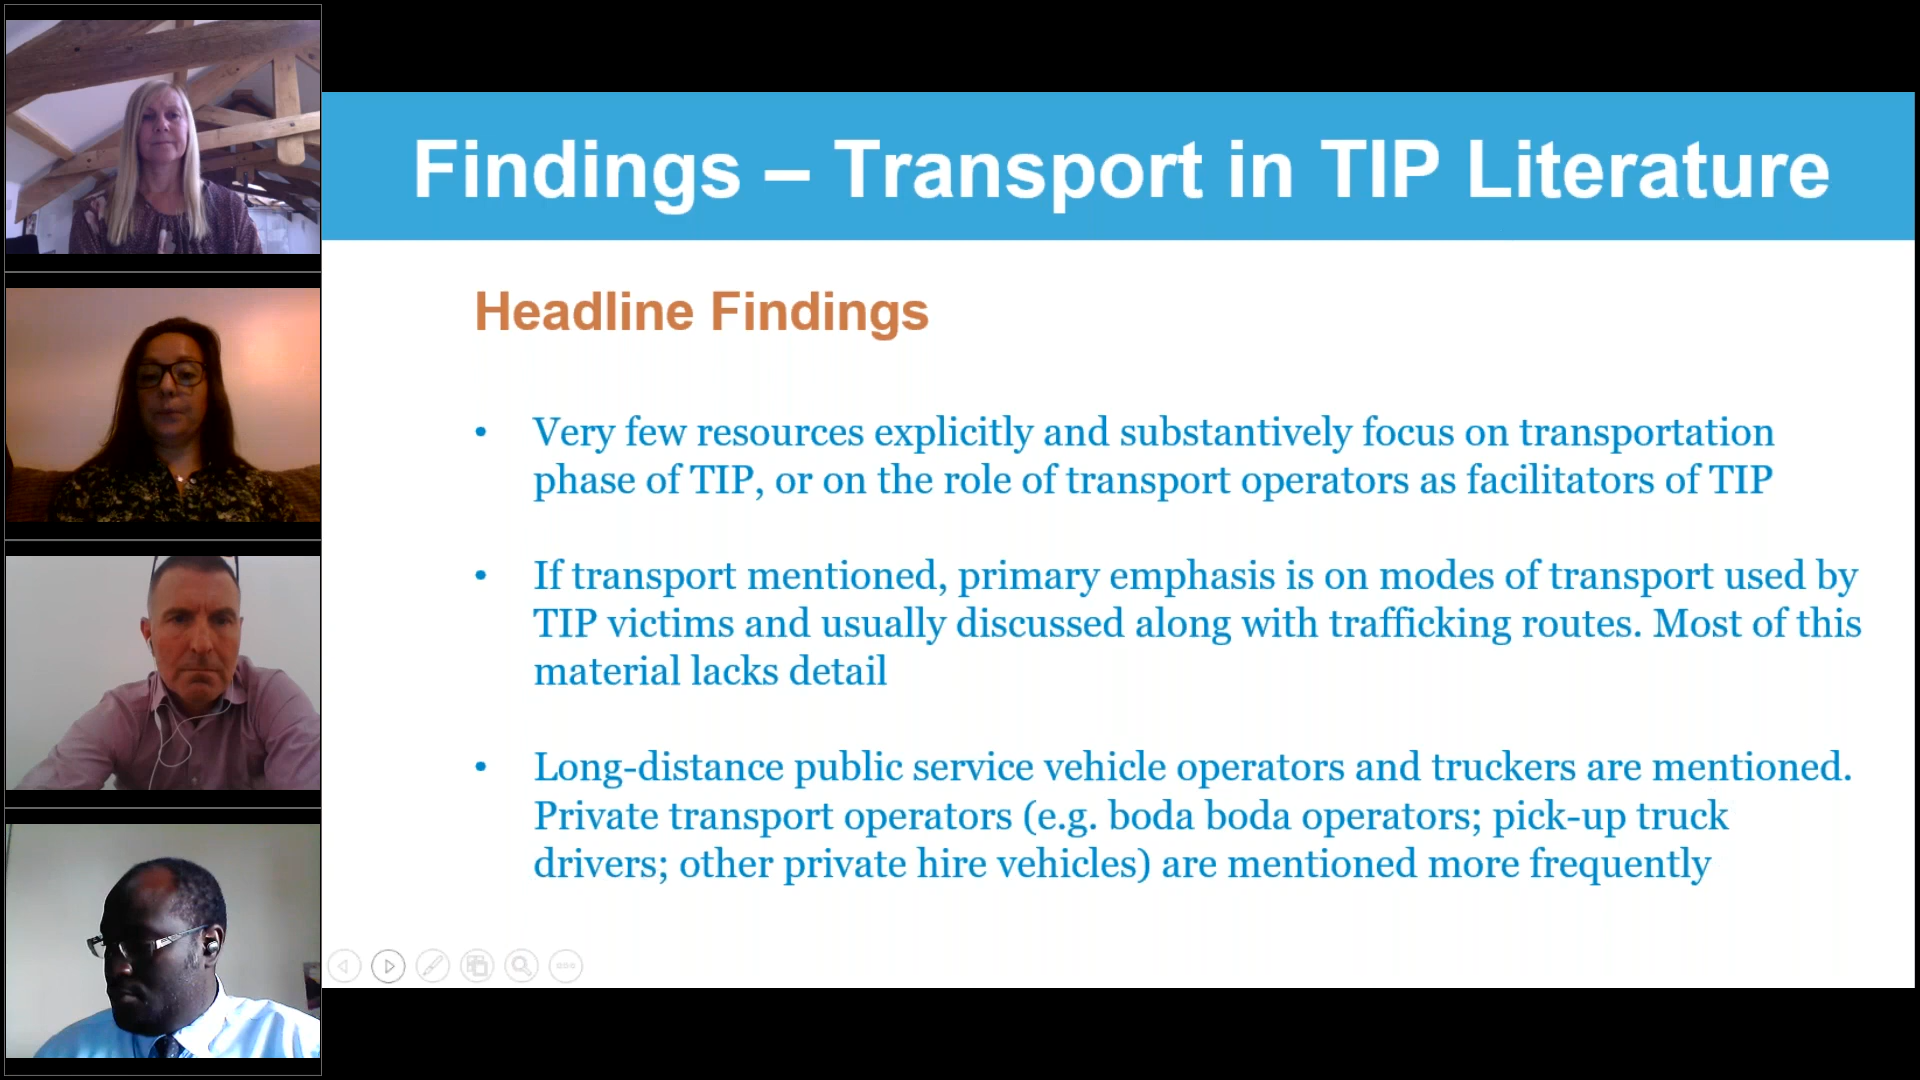 Findings – Transport in TIP Literature
Headline Findings
• Very few resources explicitly and substantively focus on transportation
phase of TIP, or on the role of transport operators as facilitators of TIP
• If transport mentioned, primary emphasis is on modes of transport used by
TIP victims and usually discussed along with trafficking routes. Most of this
material lacks detail
• Long-distance public service vehicle operators and truckers are mentioned.
Private transport operators (e.g. boda boda operators; pick-up truck
drivers; other private hire vehicles) are mentioned more frequently